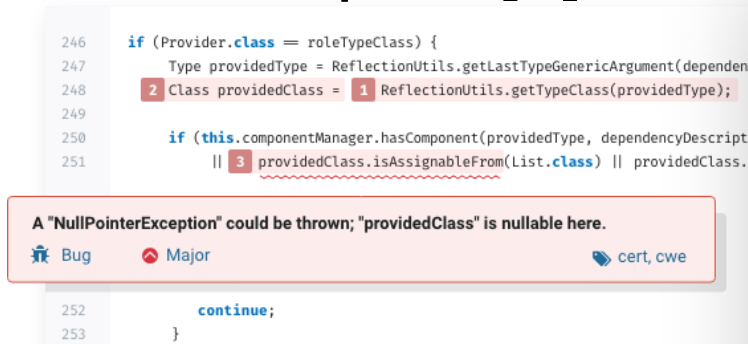 246 if (Provider.class == roleTypeClass) {
247 Type providedType = ReflectionUtils.getLastTypeGenericArgument(dependen
248 2 Class providedClass = 1 ReflectionUtils.getTypeClass(providedType);
249
250 if (this.componentManager.hasComponent(providedType, dependencyDescript
251 || 3 providedClass.isAssignableFrom(List.class) || providedClass.
A "NullPointerException" could be thrown; "providedClass" is nullable here.
Bug Major cert, cwe
252 continue;
253 }